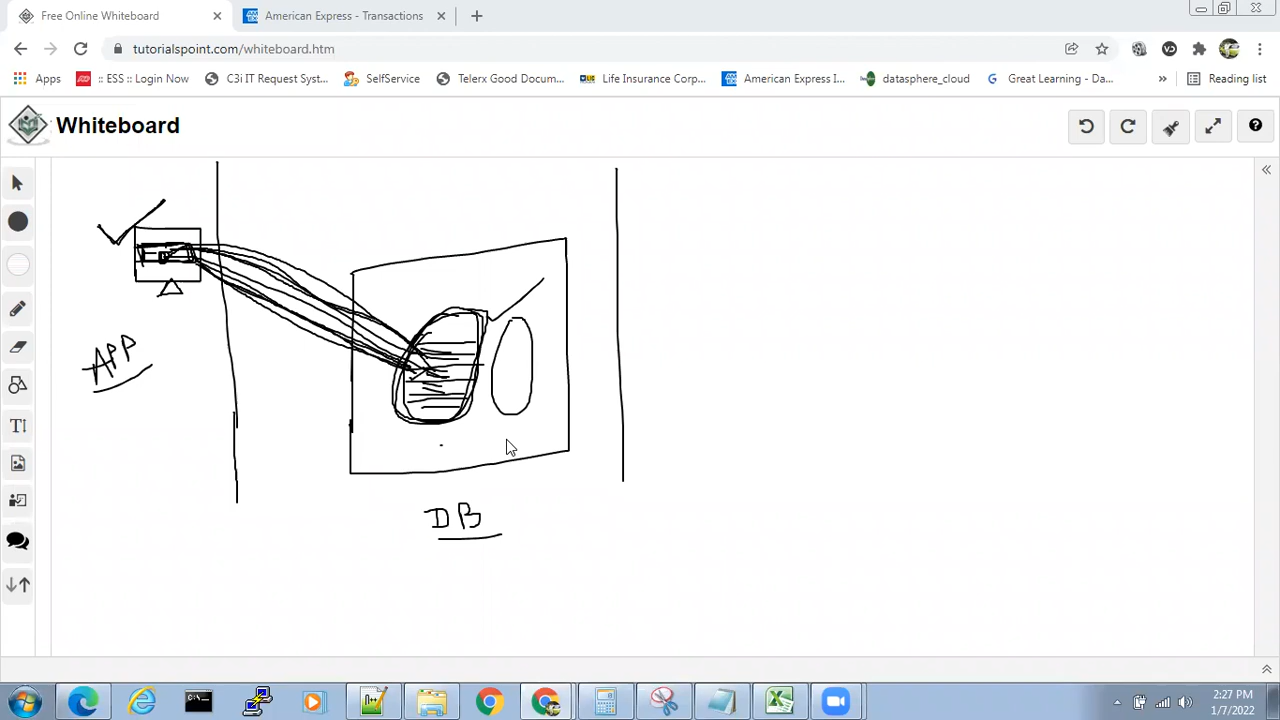 Free Online Whiteboard
American Express - Transactions
tutorialspoint.com/whiteboard.htm
Apps
:: ESS :: Login Now
C3i IT Request Syst...
SelfService
Telerx Good Docum...
Life Insurance Corp...
American Express I...
datasphere_cloud
Great Learning - Da...
Reading list
Whiteboard
APP
DB
2:27 PM
1/7/2022